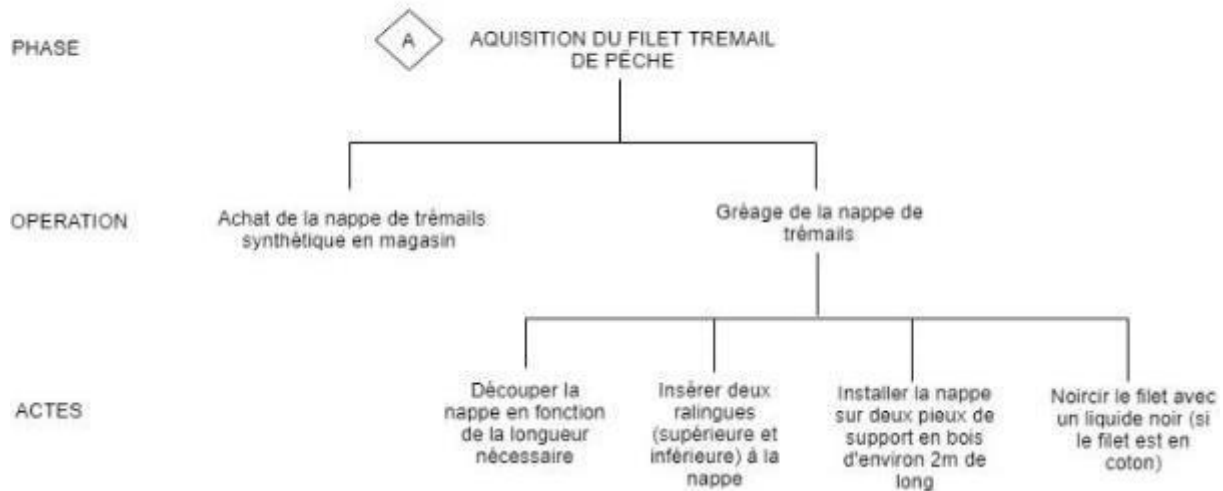 PHASE
A
AQUISITION DU FILET TREMAIL
DE PÊCHE
OPERATION
Achat de la nappe de trémails
synthétique en magasin
Gréage de la nappe de
trémails
ACTES
Découper la
nappe en fonction
de la longueur
nécessaire
Insérer deux
ralingues
(supérieure et
inférieure) à la
nappe
Installer la nappe
sur deux pieux de
support en bois
d'environ 2m de
long
Noircir le filet avec
un liquide noir (si
le filet est en
coton)